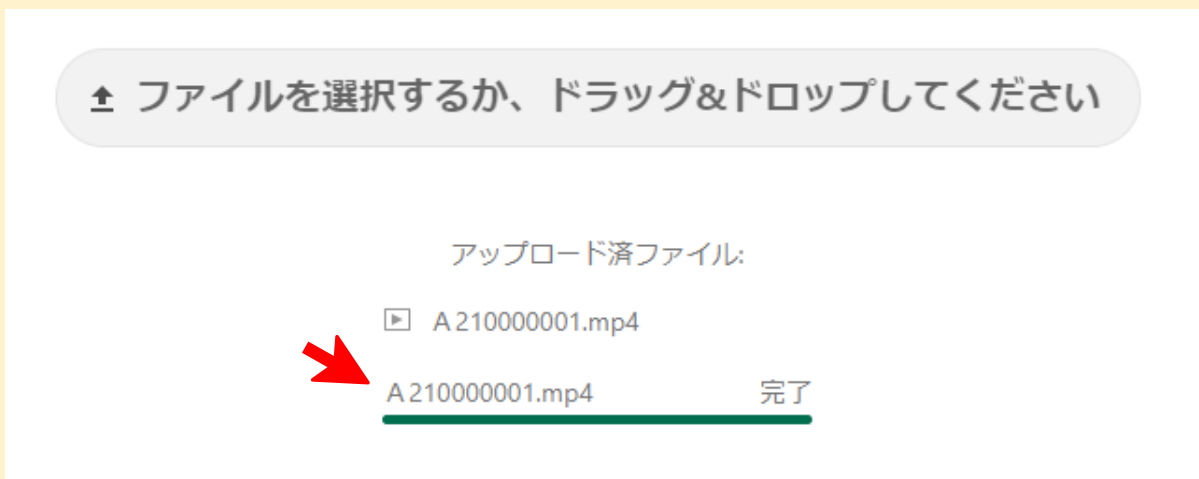 ファイルを選択するか、ドラッグ&ドロップしてください
アップロード済ファイル:
A210000001.mp4
A210000001.mp4 完了